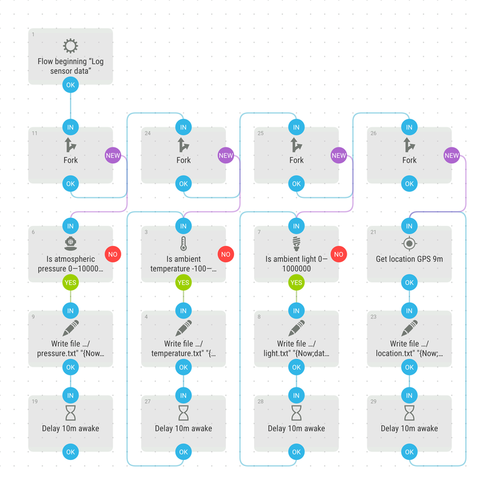 1
Flow beginning "Log
sensor data"
OK
IN
IN
IN
IN
11
24
25
26
Fork
NEW
Fork
NEW
Fork
NEW
Fork
NEW
OK
OK
OK
OK
IN
IN
IN
IN
6
3
7
21
Is atmospheric
pressure 0—10000...
NO
Is ambient
temperature -100—...
NO
Is ambient light 0—
1000000
NO
Get location GPS 9m
YES
YES
YES
OK
IN
IN
IN
IN
9
4
8
23
Write file .../
pressure.txt" "{Now...
Write file .../
temperature.txt" "{...
Write file .../
light.txt" "{Now;dat...
Write file .../
location.txt" "{Now;...
OK
OK
OK
OK
IN
IN
IN
IN
19
27
28
29
Delay 10m awake
Delay 10m awake
Delay 10m awake
Delay 10m awake
OK
OK
OK
OK